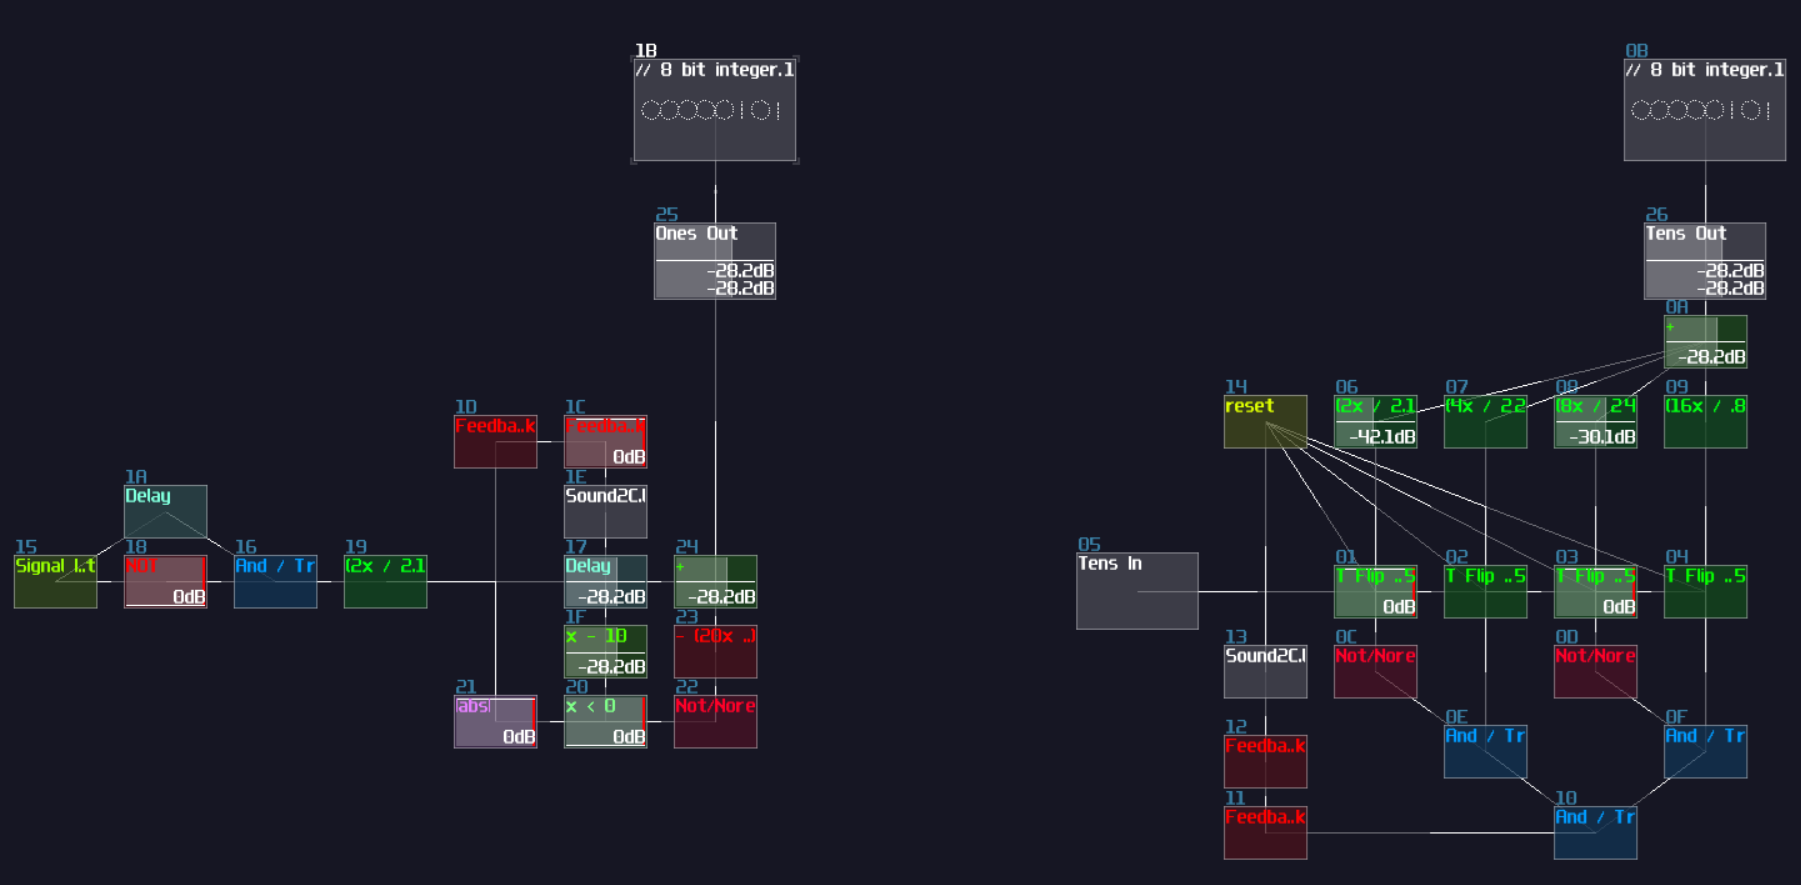 1B
// 8 bit integer.l
OOOOO|O|
25
Ones Out
-28.2dB
-28.2dB
1D
Feedba..k
1C
Feedba..k
0dB
1E
Sound2C.l
1A
Delay
15
Signal l..t
18
NOT
0dB
16
And / Tr
19
(2x / 2.1
17
Delay
-28.2dB
24
+
-28.2dB
1F
x - 10
-28.2dB
23
- (20x ..)
21
abs
0dB
20
x < 0
0dB
22
Not/Nore
0B
// 8 bit integer.l
OOOOO|O|
26
Tens Out
-28.2dB
-28.2dB
0A
+
-28.2dB
14
reset
06
(2x / 2.1
-42.1dB
07
(4x / 2.2
08
(8x / .24
-30.1dB
09
(16x / .8
05
Tens In
01
T Flip ..5
0dB
02
T Flip ..5
03
T Flip ..5
0dB
04
T Flip ..5
13
Sound2C.l
0C
Not/Nore
0D
Not/Nore
12
Feedba..k
0E
And / Tr
0F
And / Tr
11
Feedba..k
10
And / Tr